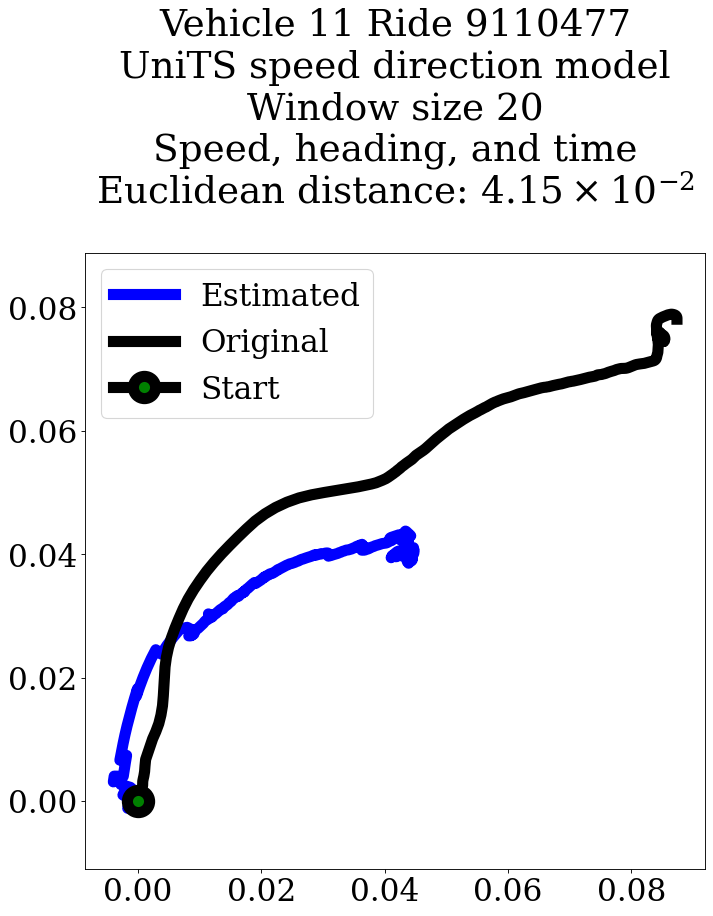 Vehicle 11 Ride 9110477
UniTS speed direction model
Window size 20
Speed, heading, and time
Euclidean distance: 4.15 × 10⁻²
Estimated
Original
Start
0.08
0.06
0.04
0.02
0.00
0.00 0.02 0.04 0.06 0.08